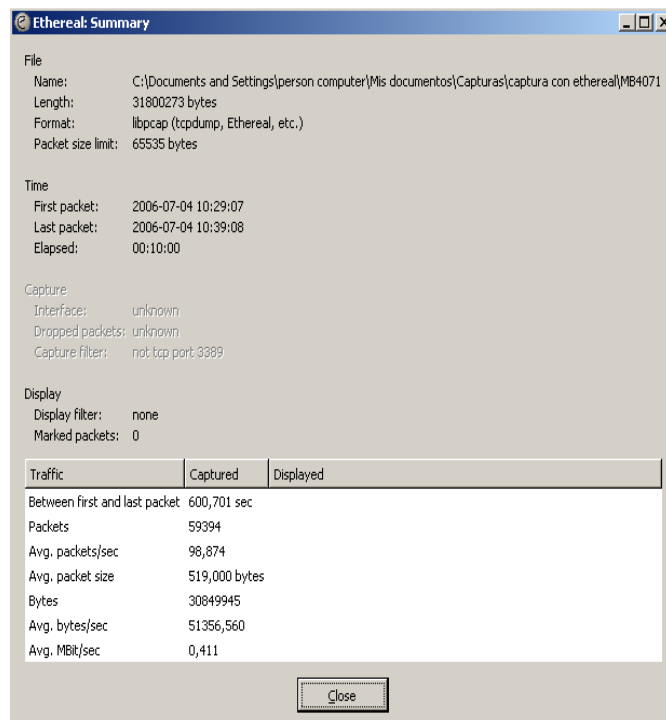 Ethereal: Summary
File
Name: C:\Documents and Settings\person computer\Mis documentos\Capturas\captura con ethereal\MB4071
Length: 31800273 bytes
Format: libpcap (tcpdump, Ethereal, etc.)
Packet size limit: 65535 bytes
Time
First packet: 2006-07-04 10:29:07
Last packet: 2006-07-04 10:39:08
Elapsed: 00:10:00
Capture
Interface: unknown
Dropped packets: unknown
Capture filter: not tcp port 3389
Display
Display filter: none
Marked packets: 0
Traffic Captured Displayed
Between first and last packet 600,701 sec
Packets 59394
Avg. packets/sec 98,874
Avg. packet size 519,000 bytes
Bytes 30849945
Avg. bytes/sec 51356,560
Avg. MBit/sec 0,411
Close